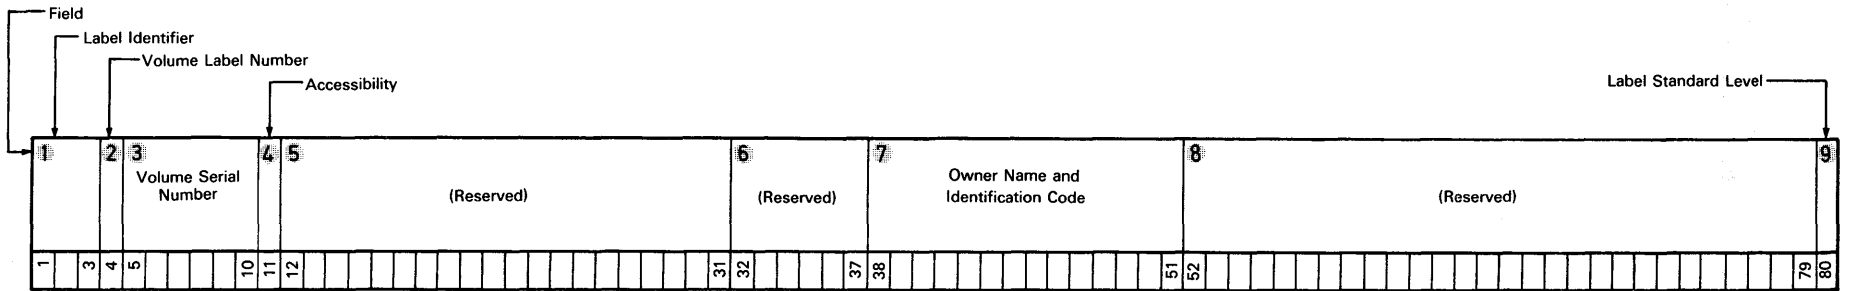 Field
Label Identifier
Volume Label Number
Accessibility
Label Standard Level
1 2 3 4 5 6 7 8 9
Volume Serial
Number
(Reserved)
(Reserved)
Owner Name and
Identification Code
(Reserved)
1 3 4 5 10 11 12 31 32 37 38 51 52 79 80